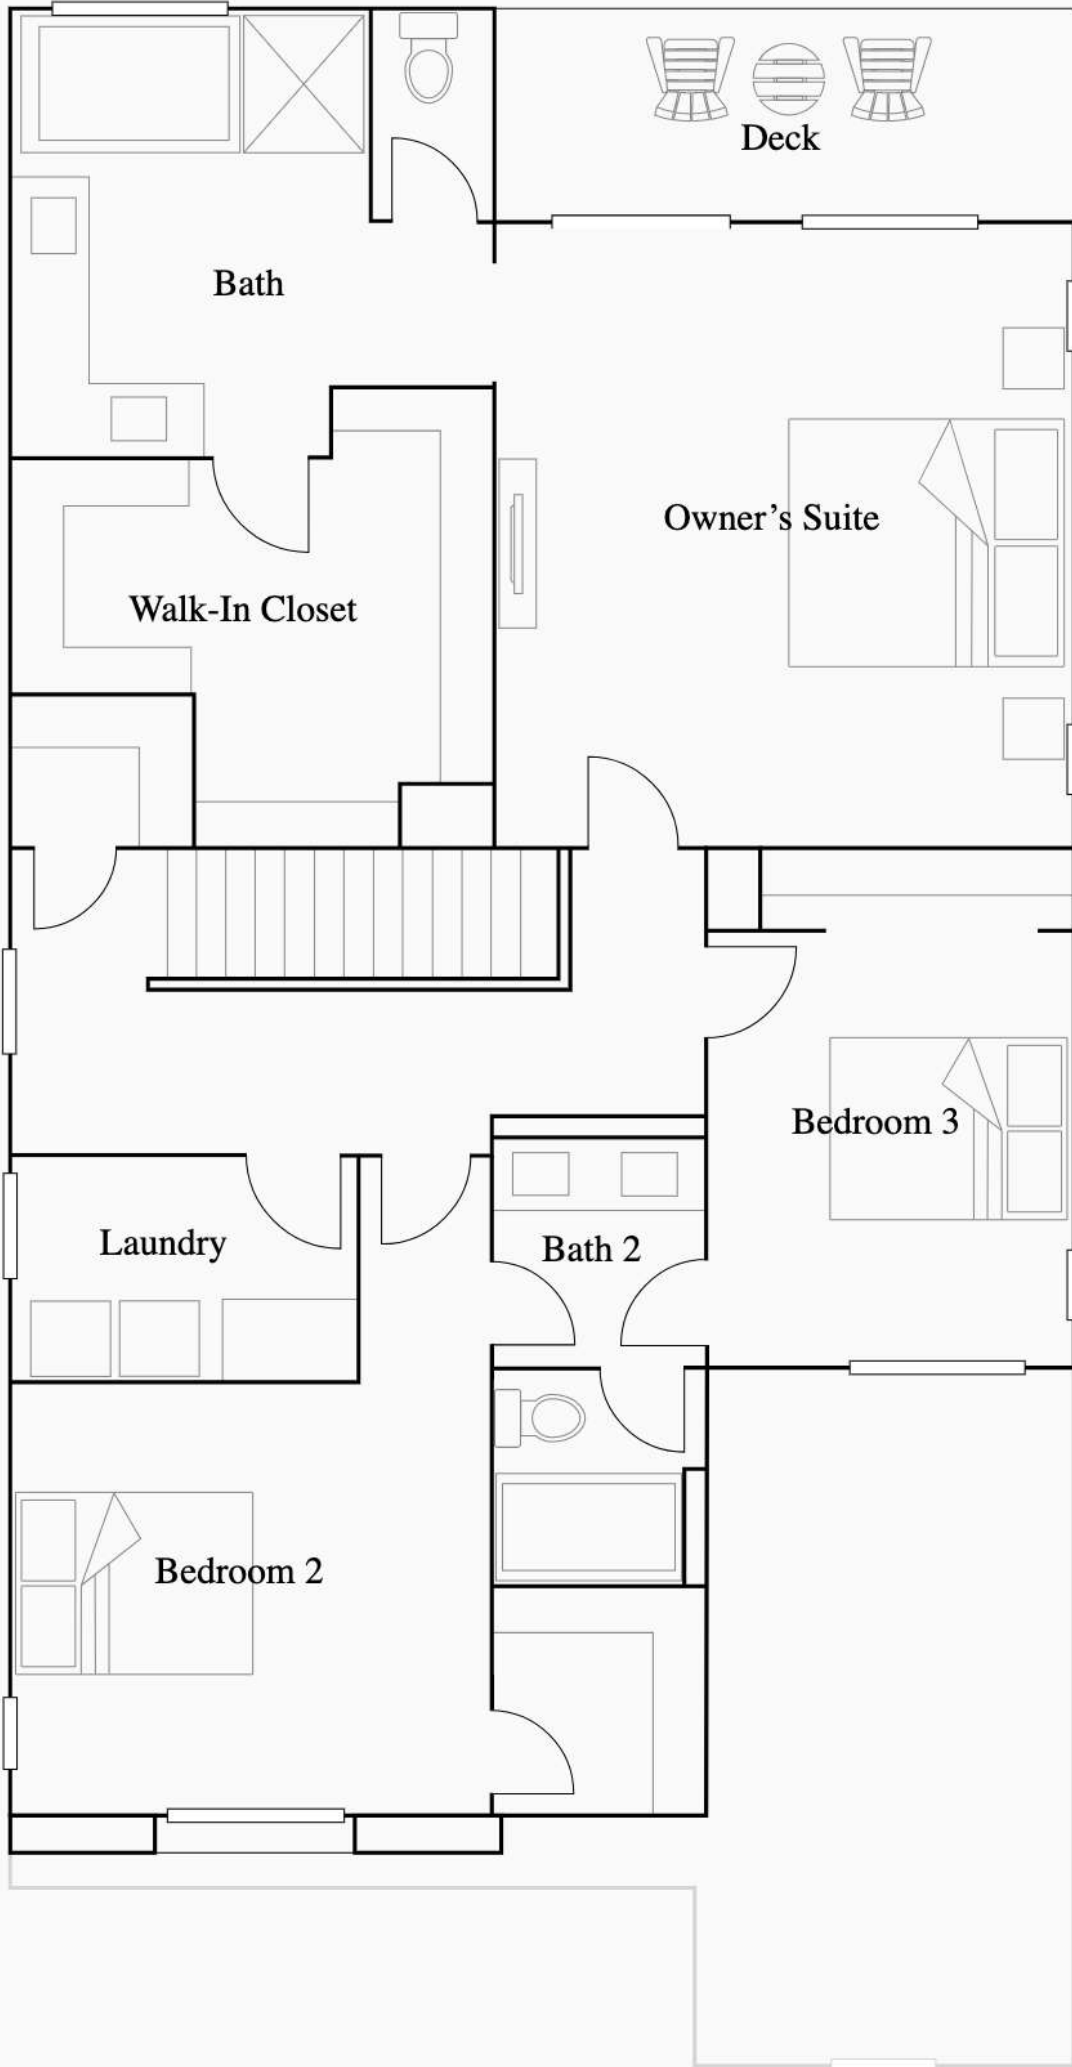 Deck
Bath
Owner’s Suite
Walk-In Closet
Bedroom 3
Laundry
Bath 2
Bedroom 2